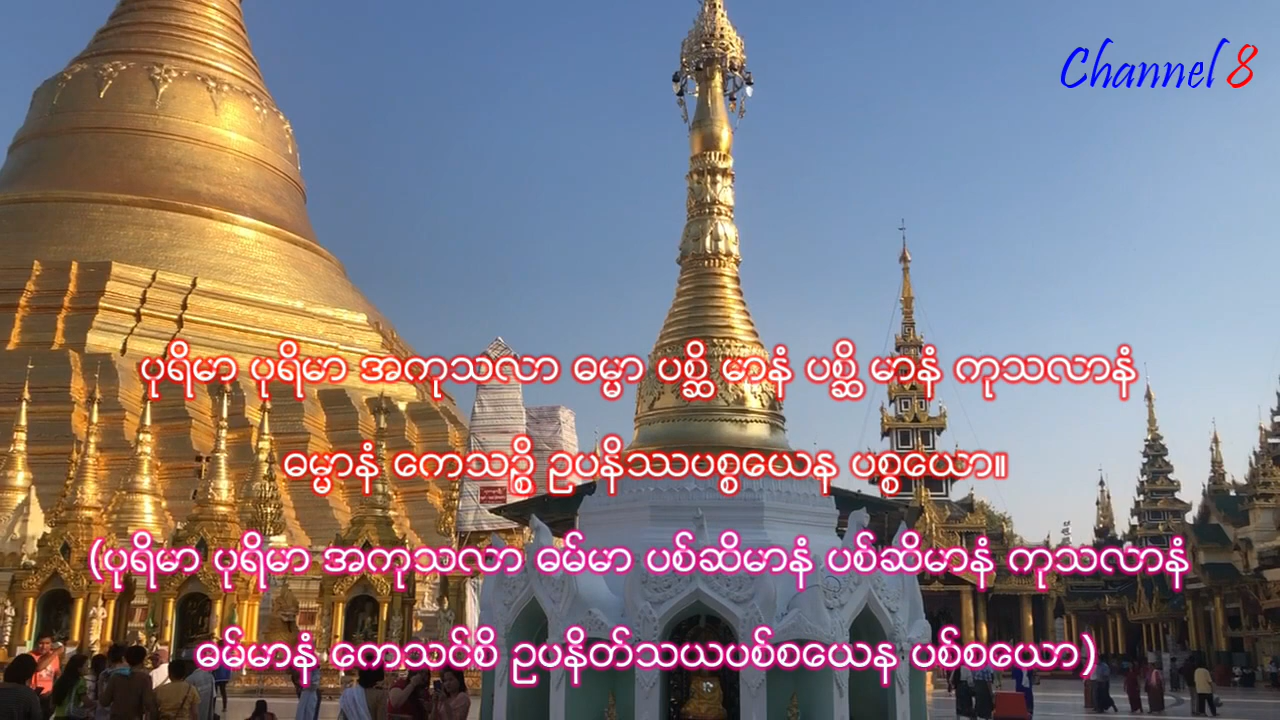 Channel 8
ပုရိမာ ပုရိမာ အကုသလာ ဓမ္မာ ပစ္ဆိ မာနံ ပစ္ဆိ မာနံ ကုသလာနံ
ဓမ္မာနံ ကေသဉ္စိ ဥပနိဿပစ္စယေန ပစ္စယော။
(ပုရိမာ ပုရိမာ အကုသလာ ဓမ်မာ ပစ်ဆိမာနံ ပစ်ဆိမာနံ ကုသလာနံ
ဓမ်မာနံ ကေသင်စိ ဥပနိတ်သယပစ်စယေန ပစ်စယော)